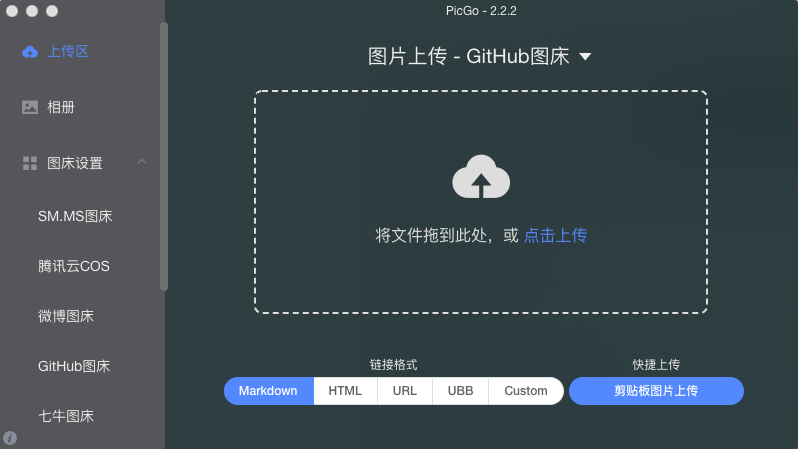 PicGo - 2.2.2
上传区
相册
图床设置
SM.MS图床
腾讯云COS
微博图床
GitHub图床
七牛图床
图片上传 - GitHub图床
将文件拖到此处，或 点击上传
链接格式
Markdown HTML URL UBB Custom
快捷上传
剪贴板图片上传